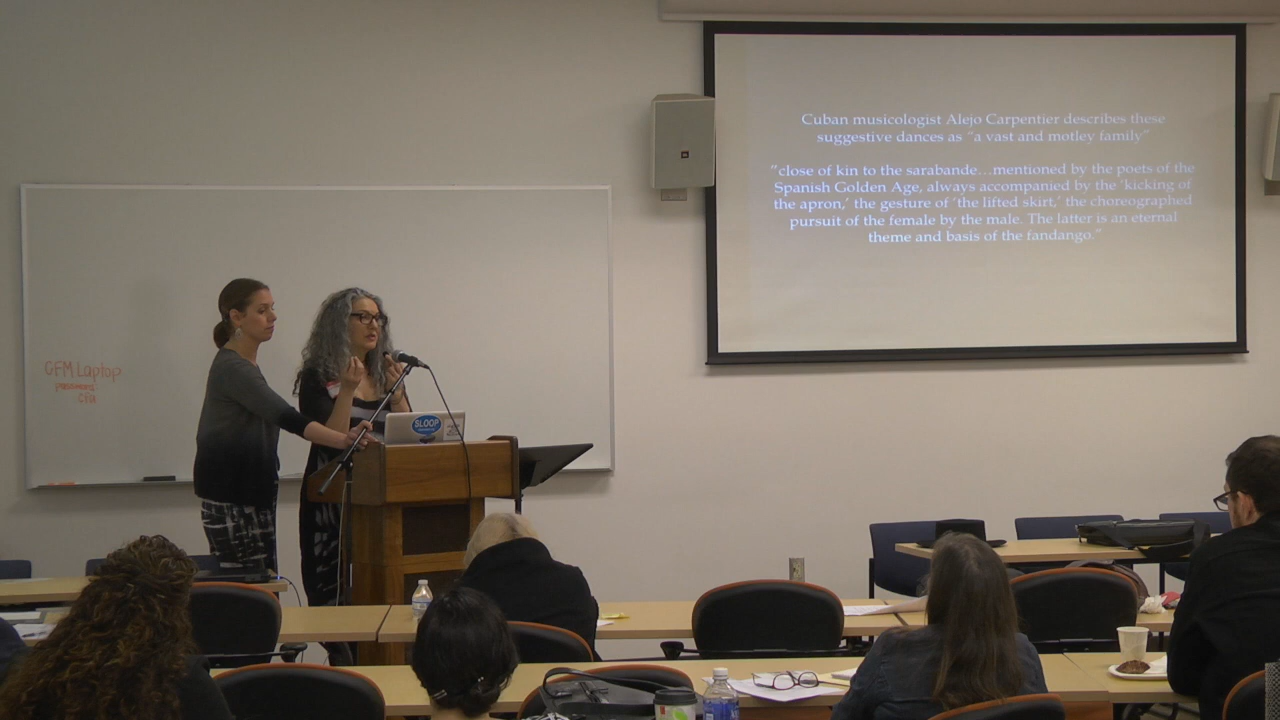 Cuban musicologist Alejo Carpentier describes these
suggestive dances as "a vast and motley family"
"close of kin to the sarabande...mentioned by the poets of the
Spanish Golden Age, always accompanied by the 'kicking of
the apron,' the gesture of 'the lifted skirt,' the choreographed
pursuit of the female by the male. The latter is an eternal
theme and basis of the fandango."
CFM Laptop
password:
cfa
SLOOP